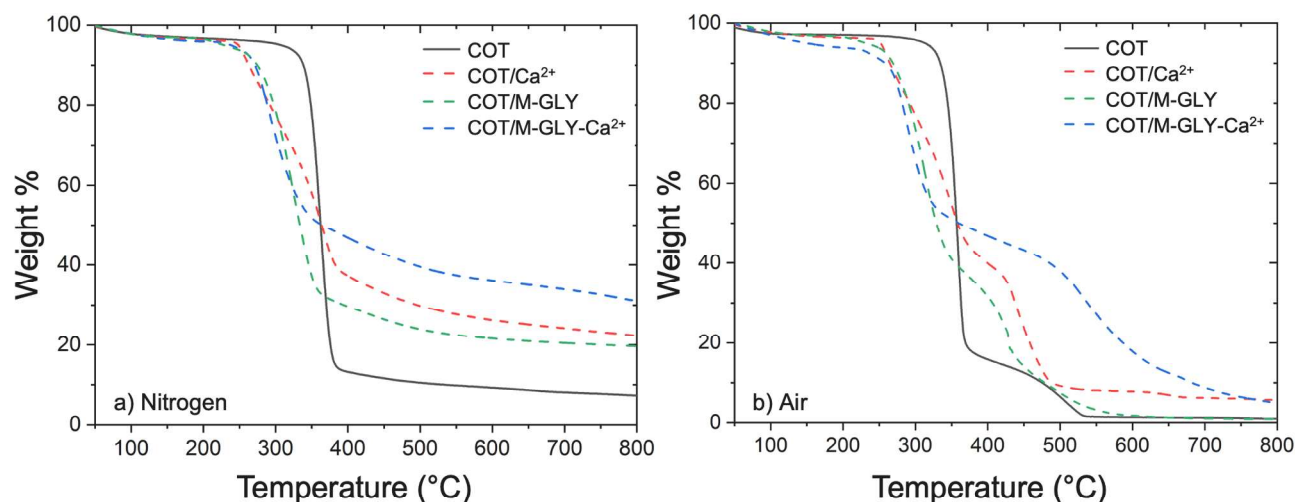 100
80
60
40
20
0
Weight %
COT
COT/Ca²⁺
COT/M-GLY
COT/M-GLY-Ca²⁺
a) Nitrogen
100 200 300 400 500 600 700 800
Temperature (°C)
100
80
60
40
20
0
Weight %
COT
COT/Ca²⁺
COT/M-GLY
COT/M-GLY-Ca²⁺
b) Air
100 200 300 400 500 600 700 800
Temperature (°C)